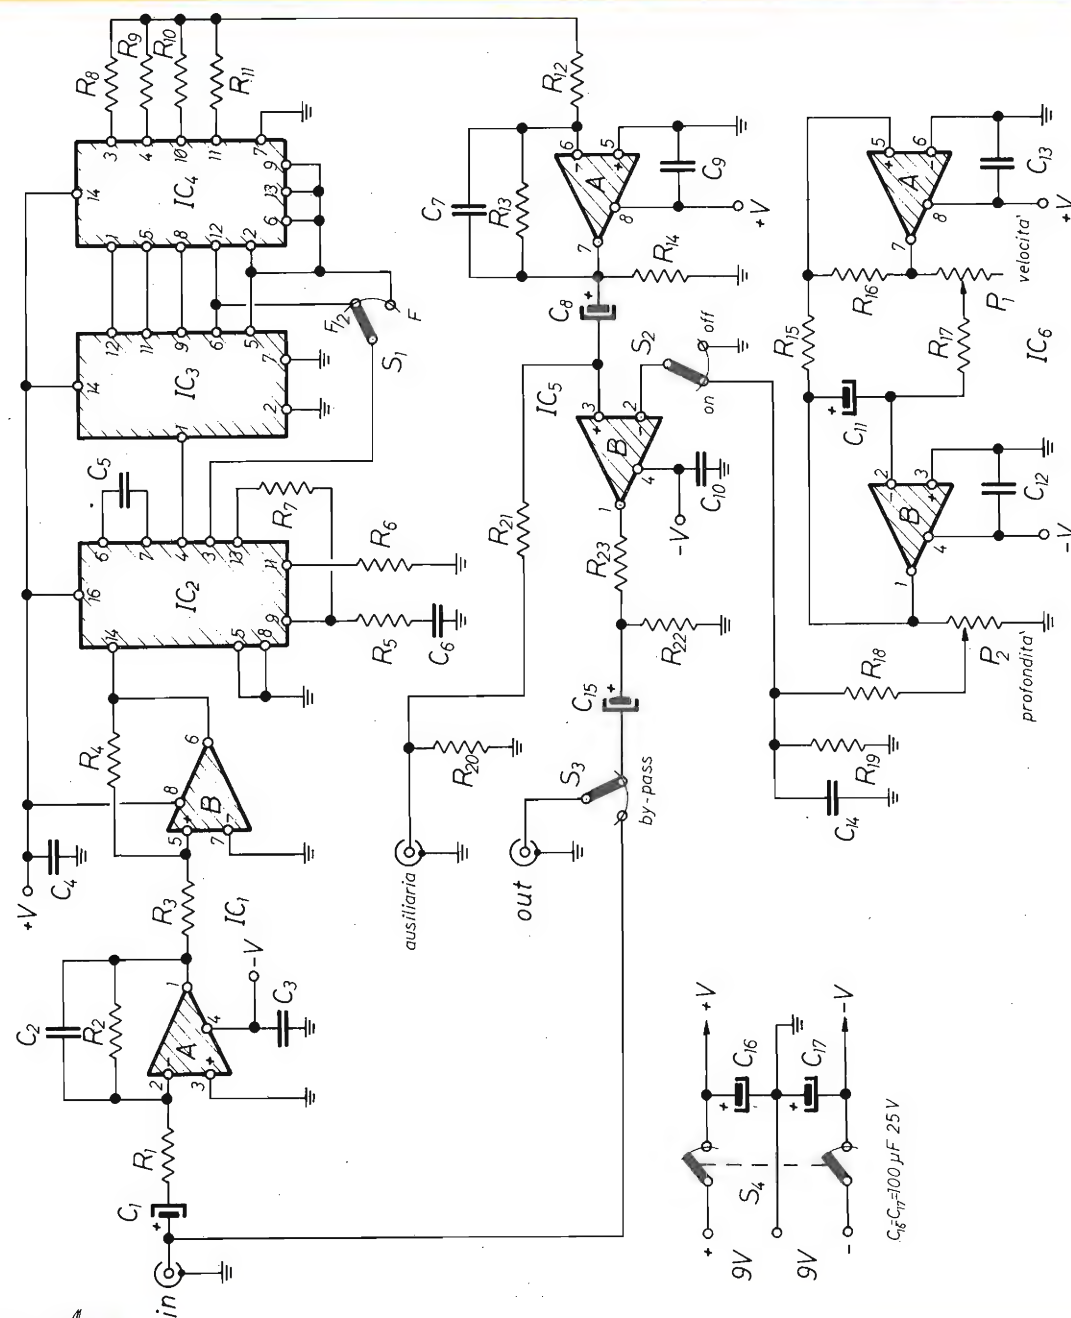 R8
R9
R10
R11
3
4
10
11
7
14
IC4
9
13
6
1
5
8
12
2
12
11
9
6
5
14
IC3
7
2
1
F/2
F
S1
C5
6
7
4
3
13
R7
16
IC2
11
9
14
5
8
R6
R5
C6
R4
6
8
B
5
+
7
-
+V
C4
R3
IC1
C2
R2
1
-V
A
4
C3
2
-
3
+
R1
C1
+
in
R12
C7
R13
6
-
5
+
A
8
7
C9
+V
R14
C8
+
R21
IC5
3
+
2
-
B
4
1
S2
off
on
C10
-V
R23
R22
C15
+
S3
by-pass
R20
ausiliaria
out
5
+
6
-
A
8
7
C13
+V
R16
P1
velocita'
R15
R17
IC6
C11
+
2
-
3
+
B
4
1
C12
-V
P2
profondita'
R18
R19
C14
+V
-V
C16
+
C17
+
S4
+
9V
9V
-
C16=C17=100 µF 25 V